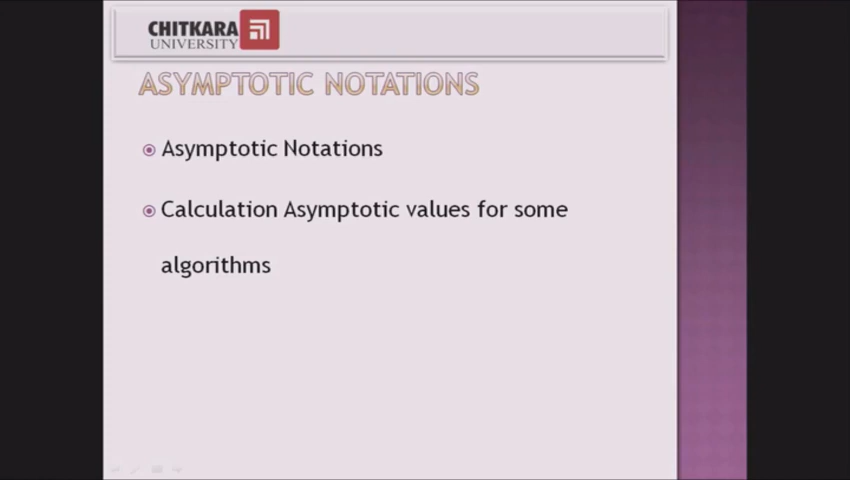 CHITKARA
UNIVERSITY
ASYMPTOTIC NOTATIONS
Asymptotic Notations
Calculation Asymptotic values for some
algorithms